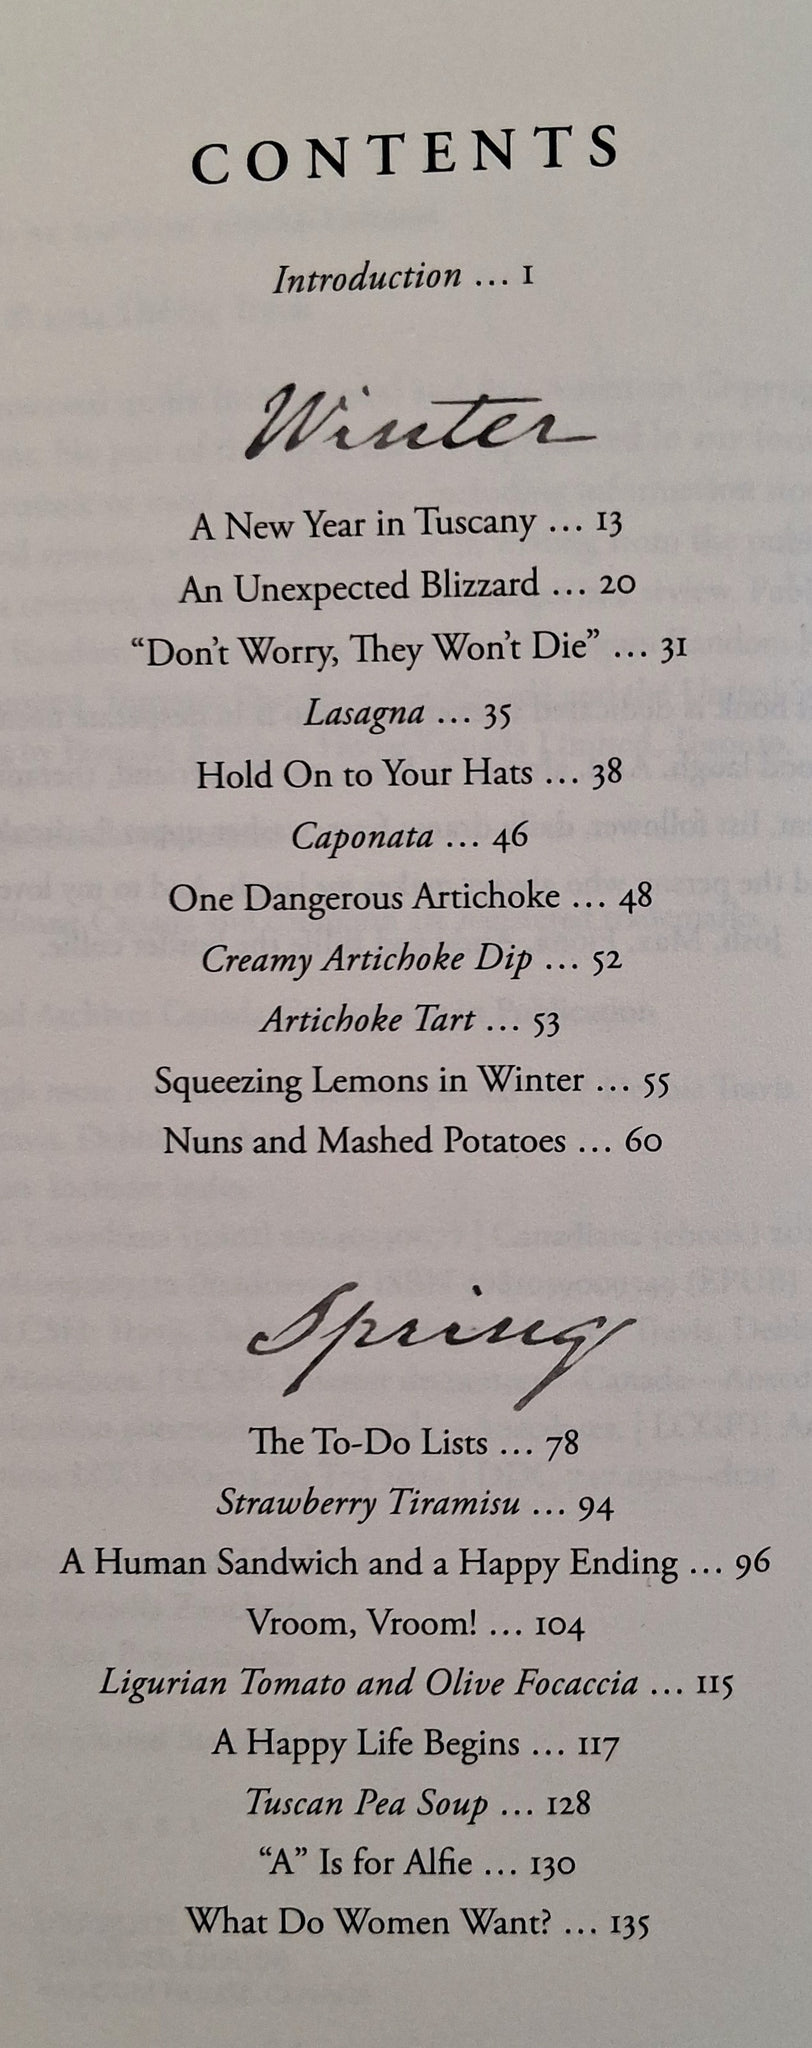 CONTENTS
Introduction ... 1
Winter
A New Year in Tuscany ... 13
An Unexpected Blizzard ... 20
“Don’t Worry, They Won’t Die” ... 31
Lasagna ... 35
Hold On to Your Hats ... 38
Caponata ... 46
One Dangerous Artichoke ... 48
Creamy Artichoke Dip ... 52
Artichoke Tart ... 53
Squeezing Lemons in Winter ... 55
Nuns and Mashed Potatoes ... 60
Spring
The To-Do Lists ... 78
Strawberry Tiramisu ... 94
A Human Sandwich and a Happy Ending ... 96
Vroom, Vroom! ... 104
Ligurian Tomato and Olive Focaccia ... 115
A Happy Life Begins ... 117
Tuscan Pea Soup ... 128
“A” Is for Alfie ... 130
What Do Women Want? ... 135